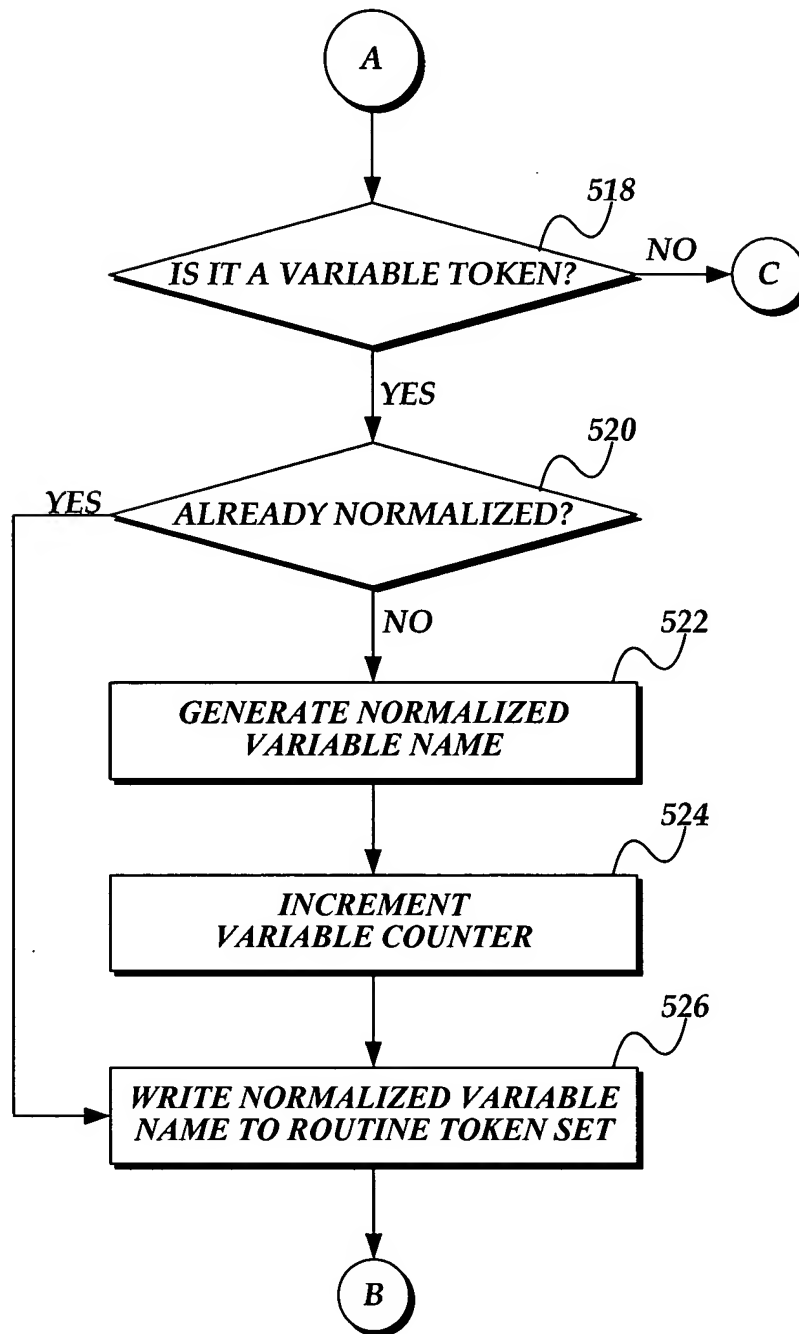 A
518
IS IT A VARIABLE TOKEN?
NO
C
YES
520
YES
ALREADY NORMALIZED?
NO
522
GENERATE NORMALIZED
VARIABLE NAME
524
INCREMENT
VARIABLE COUNTER
526
WRITE NORMALIZED VARIABLE
NAME TO ROUTINE TOKEN SET
B